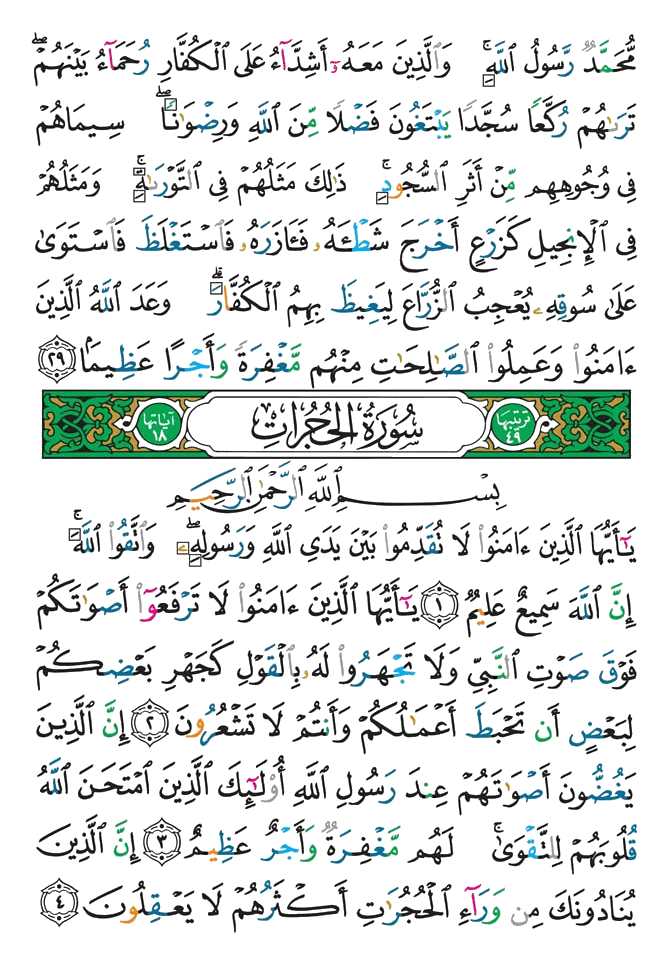 مُّحَمَّدٌ رَّسُولُ ٱللَّهِۚ وَٱلَّذِينَ مَعَهُۥٓ أَشِدَّآءُ عَلَى ٱلْكُفَّارِ رُحَمَآءُ بَيْنَهُمْۖ
تَرَىٰهُمْ رُكَّعًا سُجَّدًا يَبْتَغُونَ فَضْلًا مِّنَ ٱللَّهِ وَرِضْوَٰنًاۖ سِيمَاهُمْ
فِى وُجُوهِهِم مِّنْ أَثَرِ ٱلسُّجُودِۚ ذَٰلِكَ مَثَلُهُمْ فِى ٱلتَّوْرَىٰةِۚ وَمَثَلُهُمْ
فِى ٱلْإِنجِيلِ كَزَرْعٍ أَخْرَجَ شَطْـَٔهُۥ فَـَٔازَرَهُۥ فَٱسْتَغْلَظَ فَٱسْتَوَىٰ
عَلَىٰ سُوقِهِۦ يُعْجِبُ ٱلزُّرَّاعَ لِيَغِيظَ بِهِمُ ٱلْكُفَّارَۗ وَعَدَ ٱللَّهُ ٱلَّذِينَ
ءَامَنُوا۟ وَعَمِلُوا۟ ٱلصَّٰلِحَٰتِ مِنْهُم مَّغْفِرَةً وَأَجْرًا عَظِيمًۢا ٢٩
ترتيبها ٤٩ سُورَةُ الحُجُرَاتِ آياتها ١٨
بِسْمِ ٱللَّهِ ٱلرَّحْمَٰنِ ٱلرَّحِيمِ
يَٰٓأَيُّهَا ٱلَّذِينَ ءَامَنُوا۟ لَا تُقَدِّمُوا۟ بَيْنَ يَدَىِ ٱللَّهِ وَرَسُولِهِۦۖ وَٱتَّقُوا۟ ٱللَّهَۚ
إِنَّ ٱللَّهَ سَمِيعٌ عَلِيمٌ ١ يَٰٓأَيُّهَا ٱلَّذِينَ ءَامَنُوا۟ لَا تَرْفَعُوٓا۟ أَصْوَٰتَكُمْ
فَوْقَ صَوْتِ ٱلنَّبِىِّ وَلَا تَجْهَرُوا۟ لَهُۥ بِٱلْقَوْلِ كَجَهْرِ بَعْضِكُمْ
لِبَعْضٍ أَن تَحْبَطَ أَعْمَٰلُكُمْ وَأَنتُمْ لَا تَشْعُرُونَ ٢ إِنَّ ٱلَّذِينَ
يَغُضُّونَ أَصْوَٰتَهُمْ عِندَ رَسُولِ ٱللَّهِ أُو۟لَٰٓئِكَ ٱلَّذِينَ ٱمْتَحَنَ ٱللَّهُ
قُلُوبَهُمْ لِلتَّقْوَىٰۚ لَهُم مَّغْفِرَةٌ وَأَجْرٌ عَظِيمٌ ٣ إِنَّ ٱلَّذِينَ
يُنَادُونَكَ مِن وَرَآءِ ٱلْحُجُرَٰتِ أَكْثَرُهُمْ لَا يَعْقِلُونَ ٤